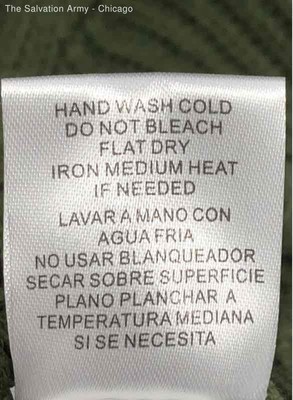 The Salvation Army - Chicago
HAND WASH COLD
DO NOT BLEACH
FLAT DRY
IRON MEDIUM HEAT
IF NEEDED
LAVAR A MANO CON
AGUA FRIA
NO USAR BLANQUEADOR
SECAR SOBRE SUPERFICIE
PLANO PLANCHAR A
TEMPERATURA MEDIANA
SI SE NECESITA